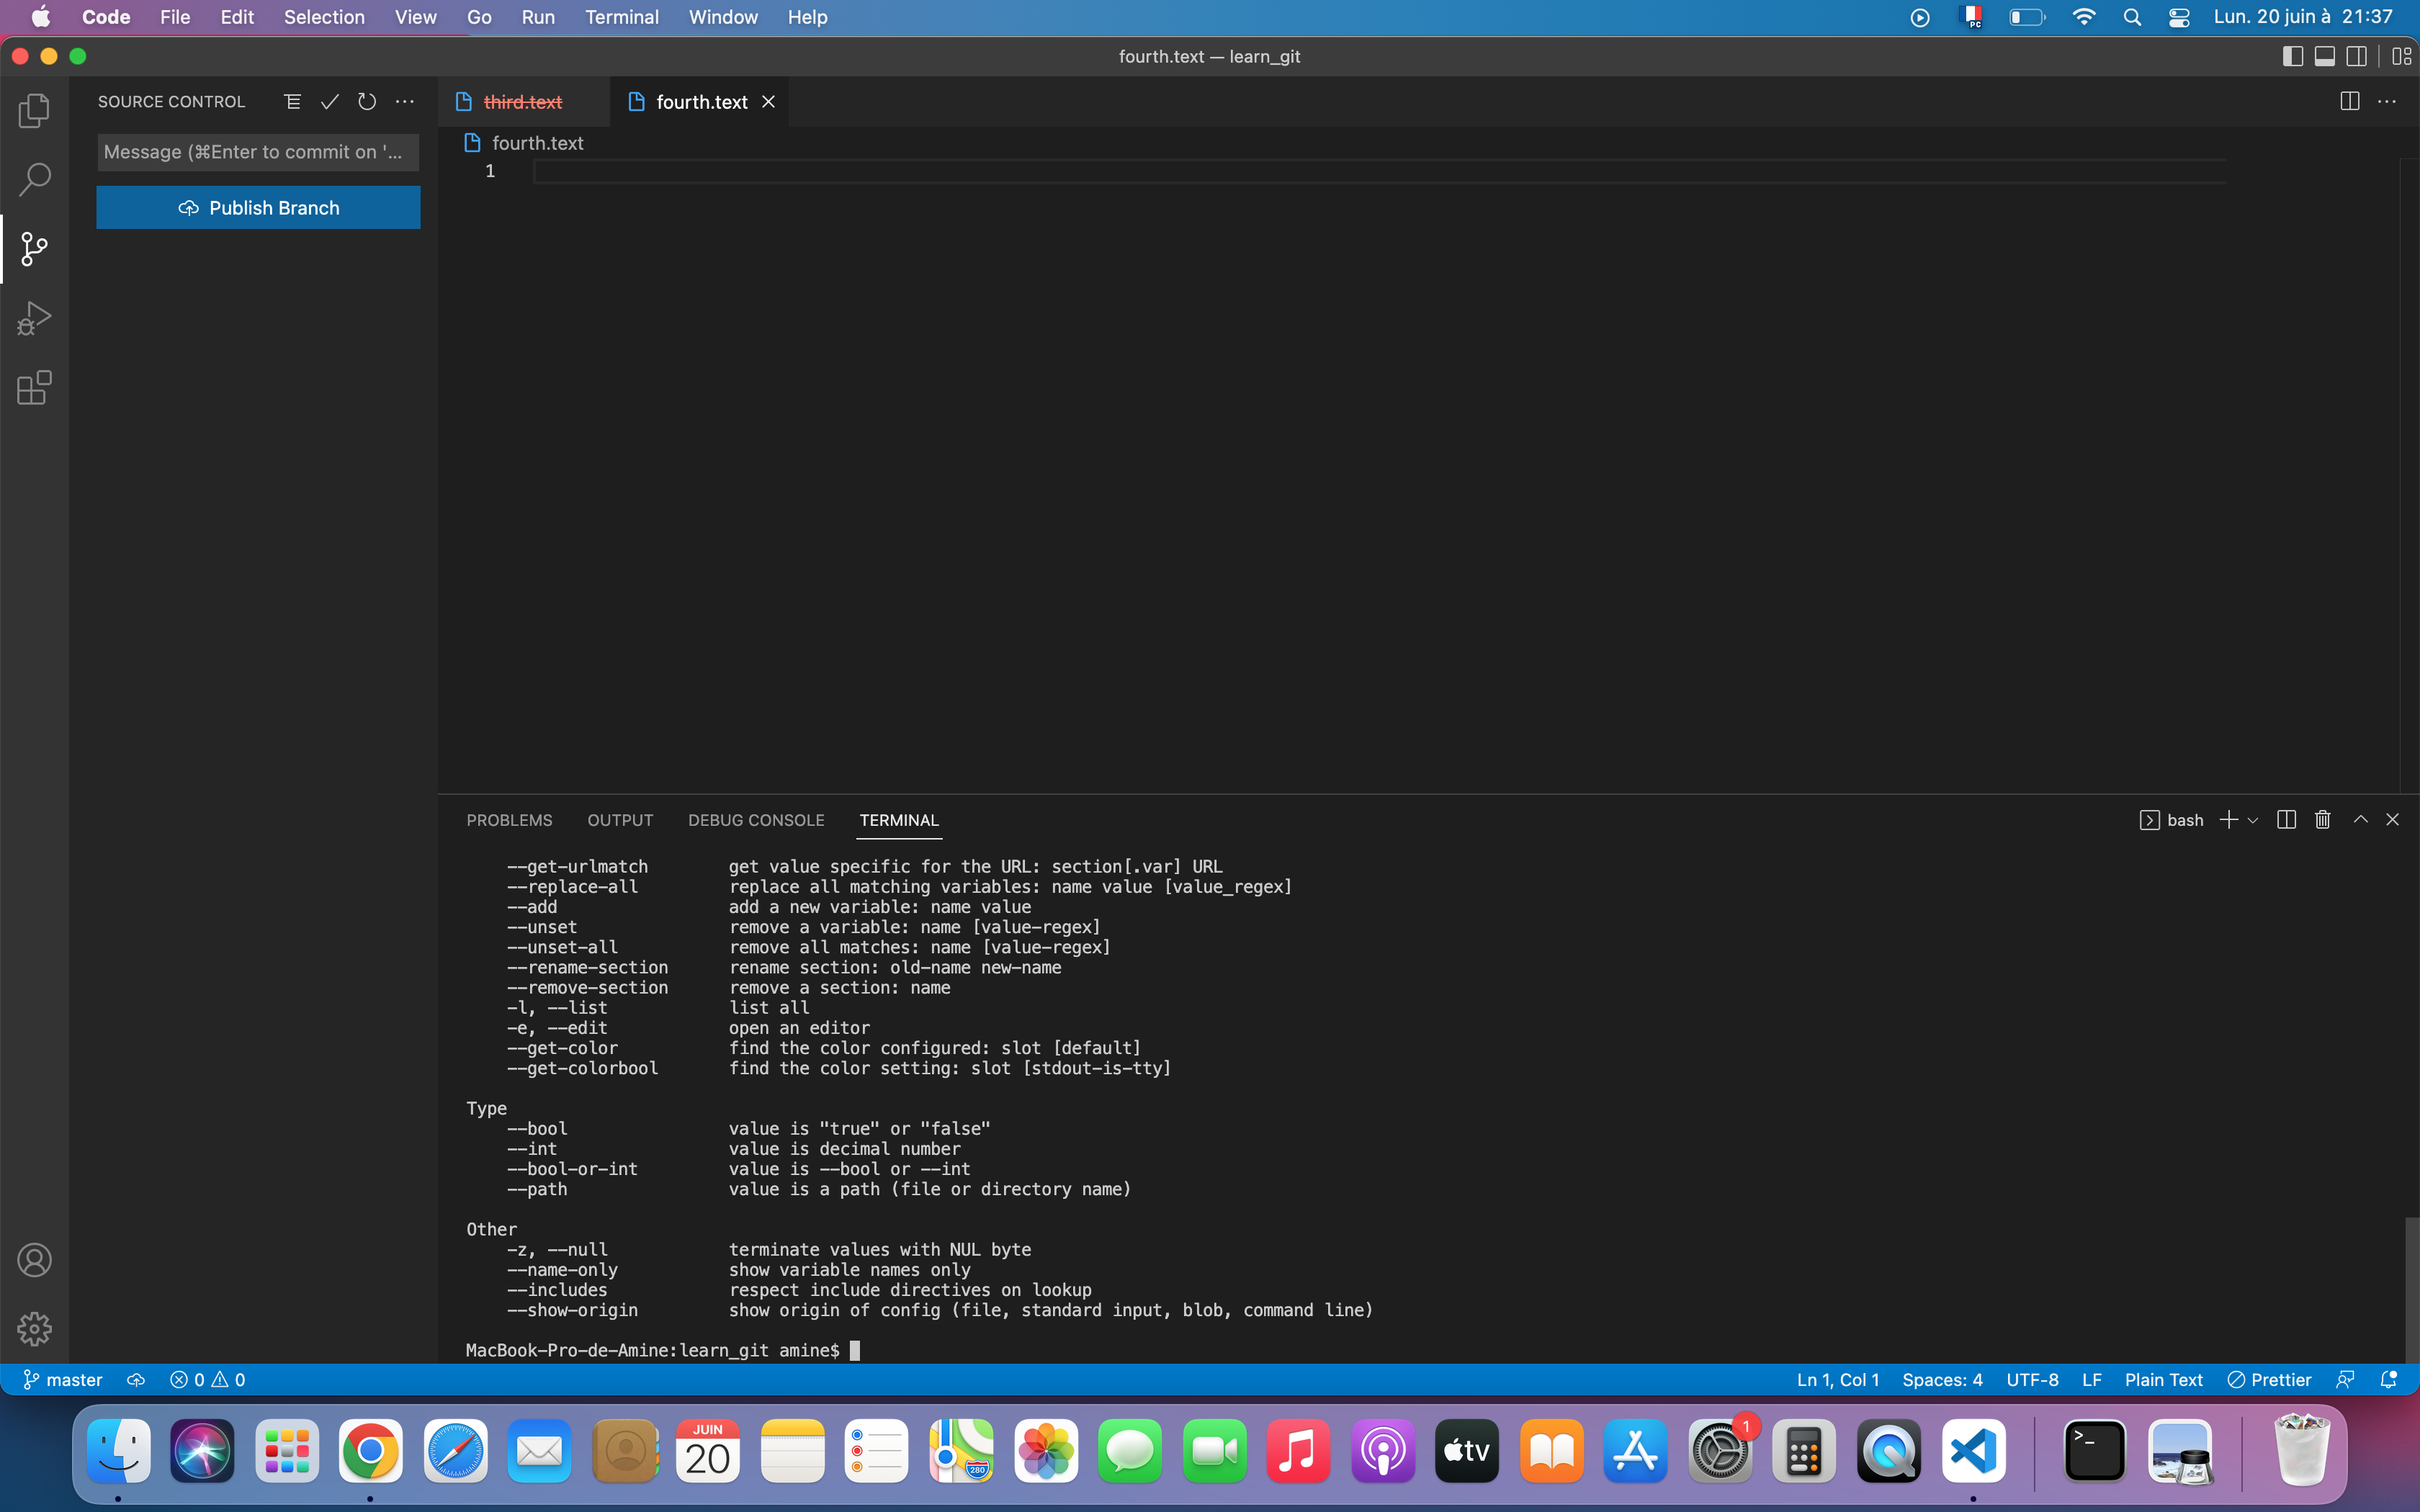 Code File Edit Selection View Go Run Terminal Window Help PC Lun. 20 juin à 21:37
fourth.text — learn_git
SOURCE CONTROL
third.text fourth.text
Message (⌘Enter to commit on '...
fourth.text
1
Publish Branch
PROBLEMS OUTPUT DEBUG CONSOLE TERMINAL bash
--get-urlmatch get value specific for the URL: section[.var] URL
--replace-all replace all matching variables: name value [value_regex]
--add add a new variable: name value
--unset remove a variable: name [value-regex]
--unset-all remove all matches: name [value-regex]
--rename-section rename section: old-name new-name
--remove-section remove a section: name
-l, --list list all
-e, --edit open an editor
--get-color find the color configured: slot [default]
--get-colorbool find the color setting: slot [stdout-is-tty]
Type
--bool value is "true" or "false"
--int value is decimal number
--bool-or-int value is --bool or --int
--path value is a path (file or directory name)
Other
-z, --null terminate values with NUL byte
--name-only show variable names only
--includes respect include directives on lookup
--show-origin show origin of config (file, standard input, blob, command line)
MacBook-Pro-de-Amine:learn_git amine$
master 0 0 Ln 1, Col 1 Spaces: 4 UTF-8 LF Plain Text Prettier
JUIN
20
280
tv
1
>_